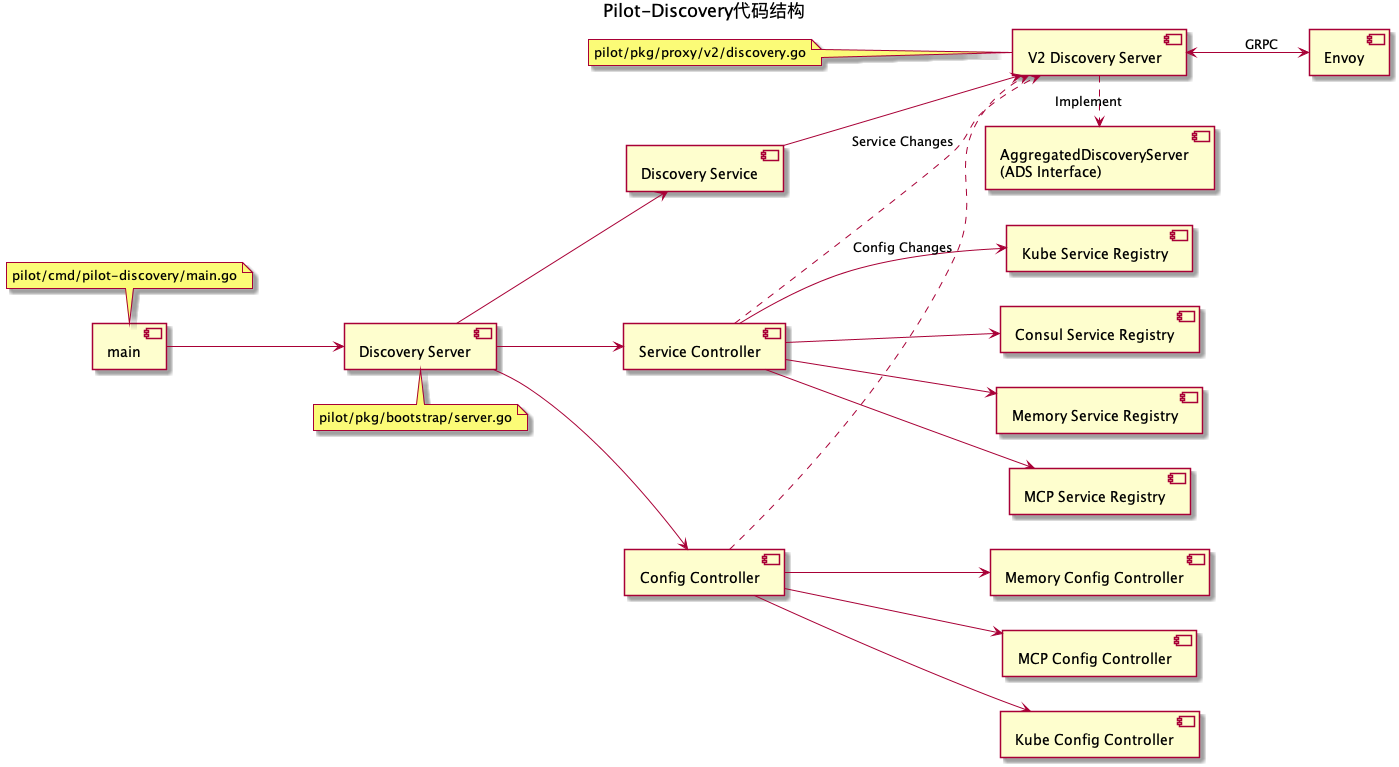 Pilot-Discovery代码结构
pilot/pkg/proxy/v2/discovery.go
V2 Discovery Server
GRPC
Envoy
Implement
AggregatedDiscoveryServer
(ADS Interface)
Service Changes
Discovery Service
Config Changes
Kube Service Registry
pilot/cmd/pilot-discovery/main.go
main
Discovery Server
pilot/pkg/bootstrap/server.go
Service Controller
Consul Service Registry
Memory Service Registry
MCP Service Registry
Config Controller
Memory Config Controller
MCP Config Controller
Kube Config Controller